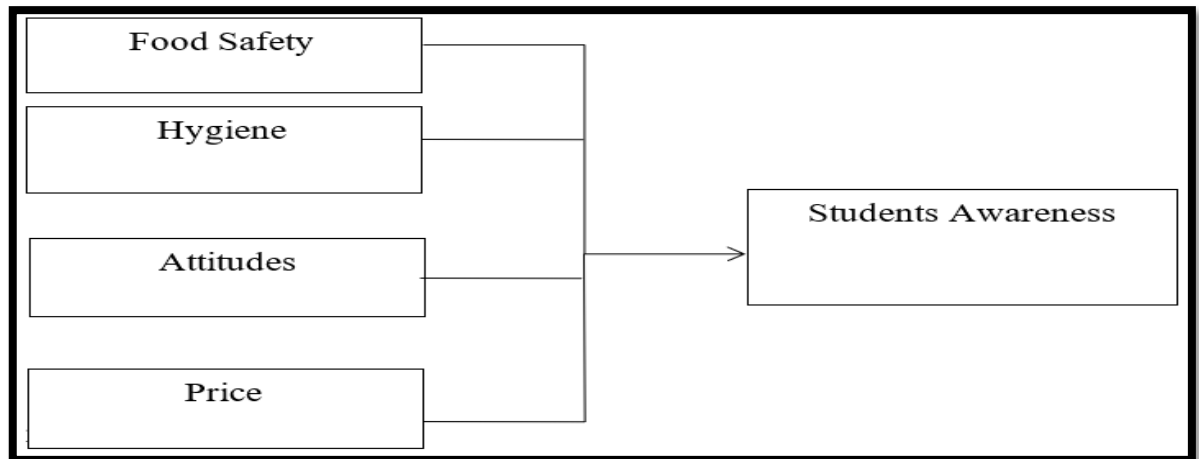 Food Safety
Hygiene
Students Awareness
Attitudes
Price